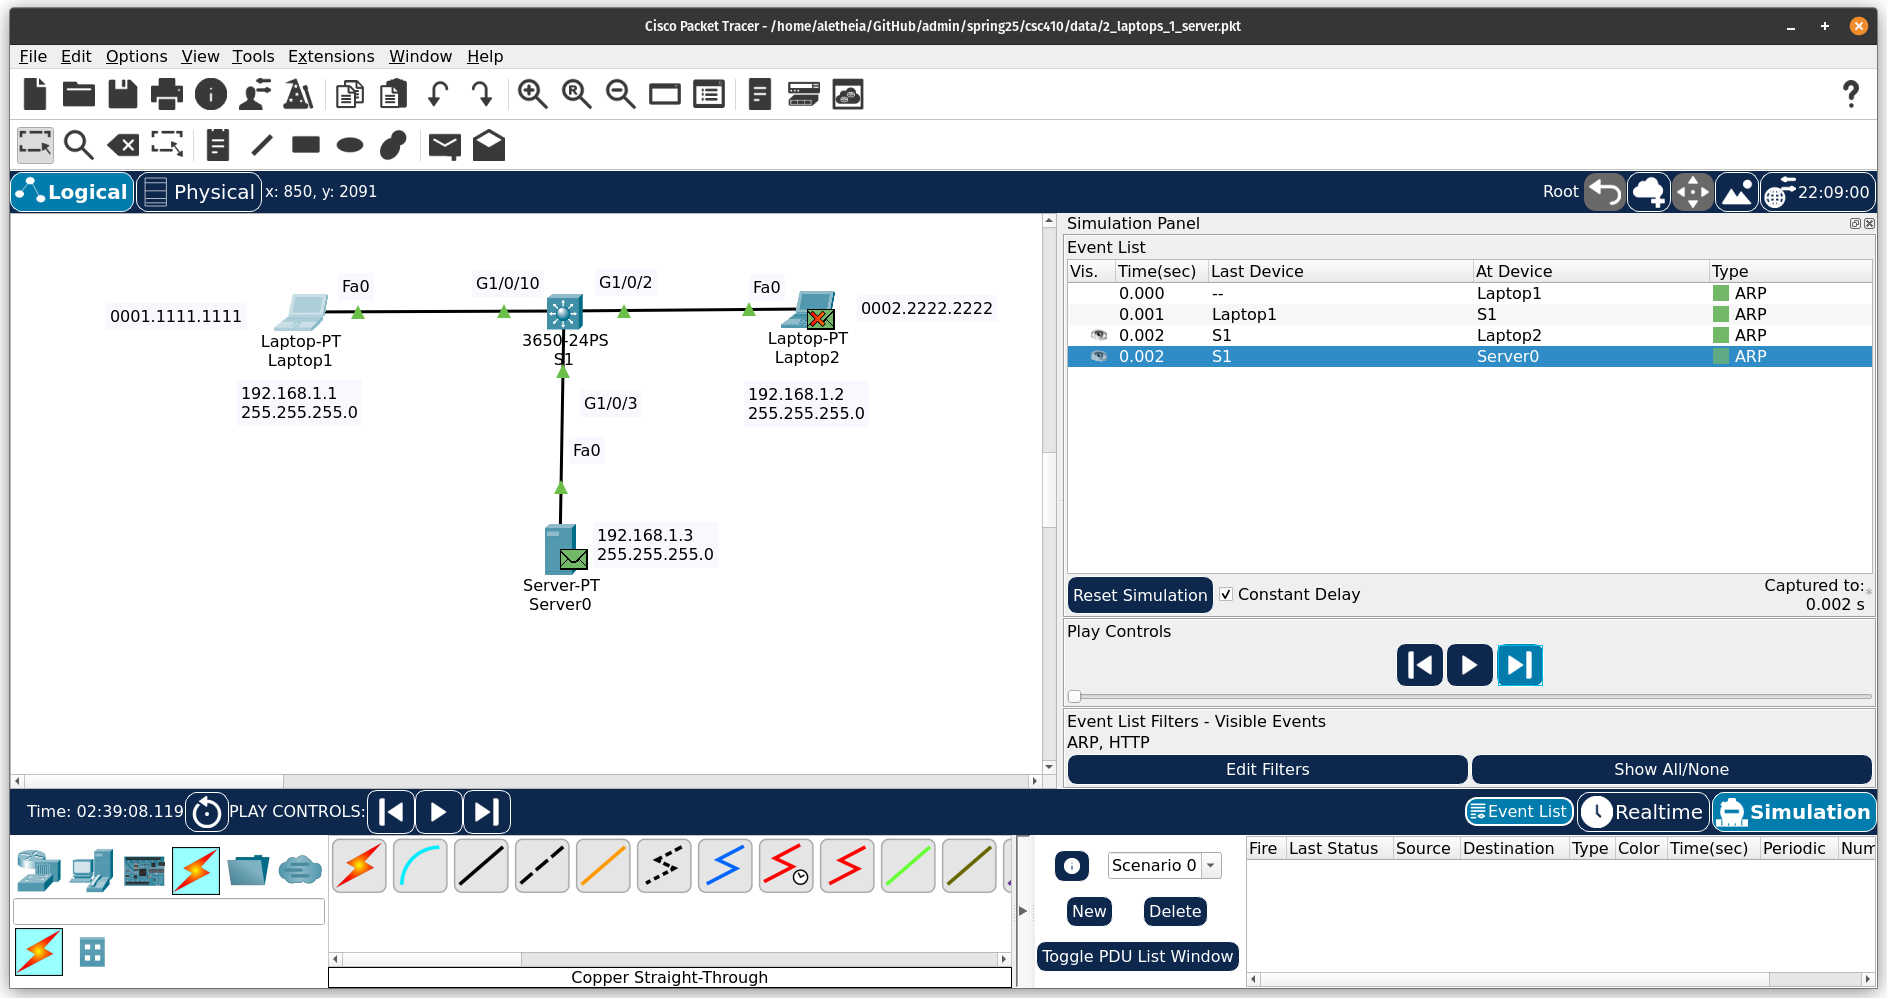 Cisco Packet Tracer - /home/aletheia/GitHub/admin/spring25/csc410/data/2_laptops_1_server.pkt
File Edit Options View Tools Extensions Window Help
Logical Physical x: 850, y: 2091 Root 22:09:00
Fa0
G1/0/10
G1/0/2
Fa0
0001.1111.1111
0002.2222.2222
Laptop-PT
Laptop1
3650-24PS
S1
Laptop-PT
Laptop2
192.168.1.1
255.255.255.0
192.168.1.2
255.255.255.0
G1/0/3
Fa0
192.168.1.3
255.255.255.0
Server-PT
Server0
Simulation Panel
Event List
Vis. Time(sec) Last Device At Device Type
0.000 -- Laptop1 ARP
0.001 Laptop1 S1 ARP
0.002 S1 Laptop2 ARP
0.002 S1 Server0 ARP
Reset Simulation Constant Delay
Captured to:*
0.002 s
Play Controls
Event List Filters - Visible Events
ARP, HTTP
Edit Filters Show All/None
Time: 02:39:08.119 PLAY CONTROLS: Event List Realtime Simulation
Scenario 0
New Delete
Toggle PDU List Window
Fire Last Status Source Destination Type Color Time(sec) Periodic Num
Copper Straight-Through